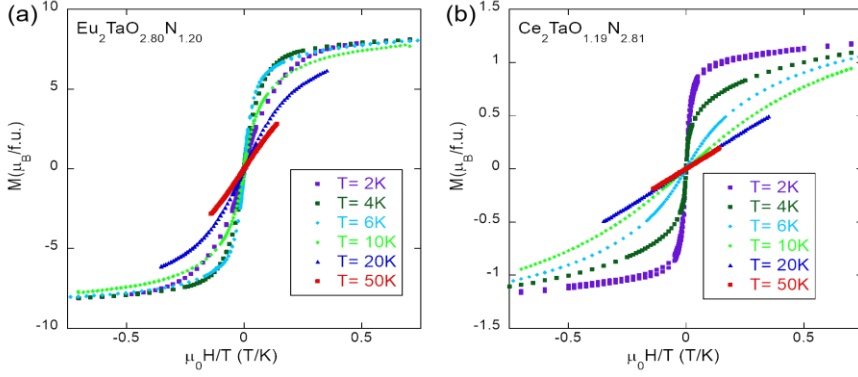 (a)
Eu2TaO2.80N1.20
M(μB/f.u.)
10
5
0
-5
-10
-0.5
0
0.5
μ0H/T (T/K)
T= 2K
T= 4K
T= 6K
T= 10K
T= 20K
T= 50K
(b)
Ce2TaO1.19N2.81
M(μB/f.u.)
1.5
1
0.5
0
-0.5
-1
-1.5
-0.5
0
0.5
μ0H/T (T/K)
T= 2K
T= 4K
T= 6K
T= 10K
T= 20K
T= 50K